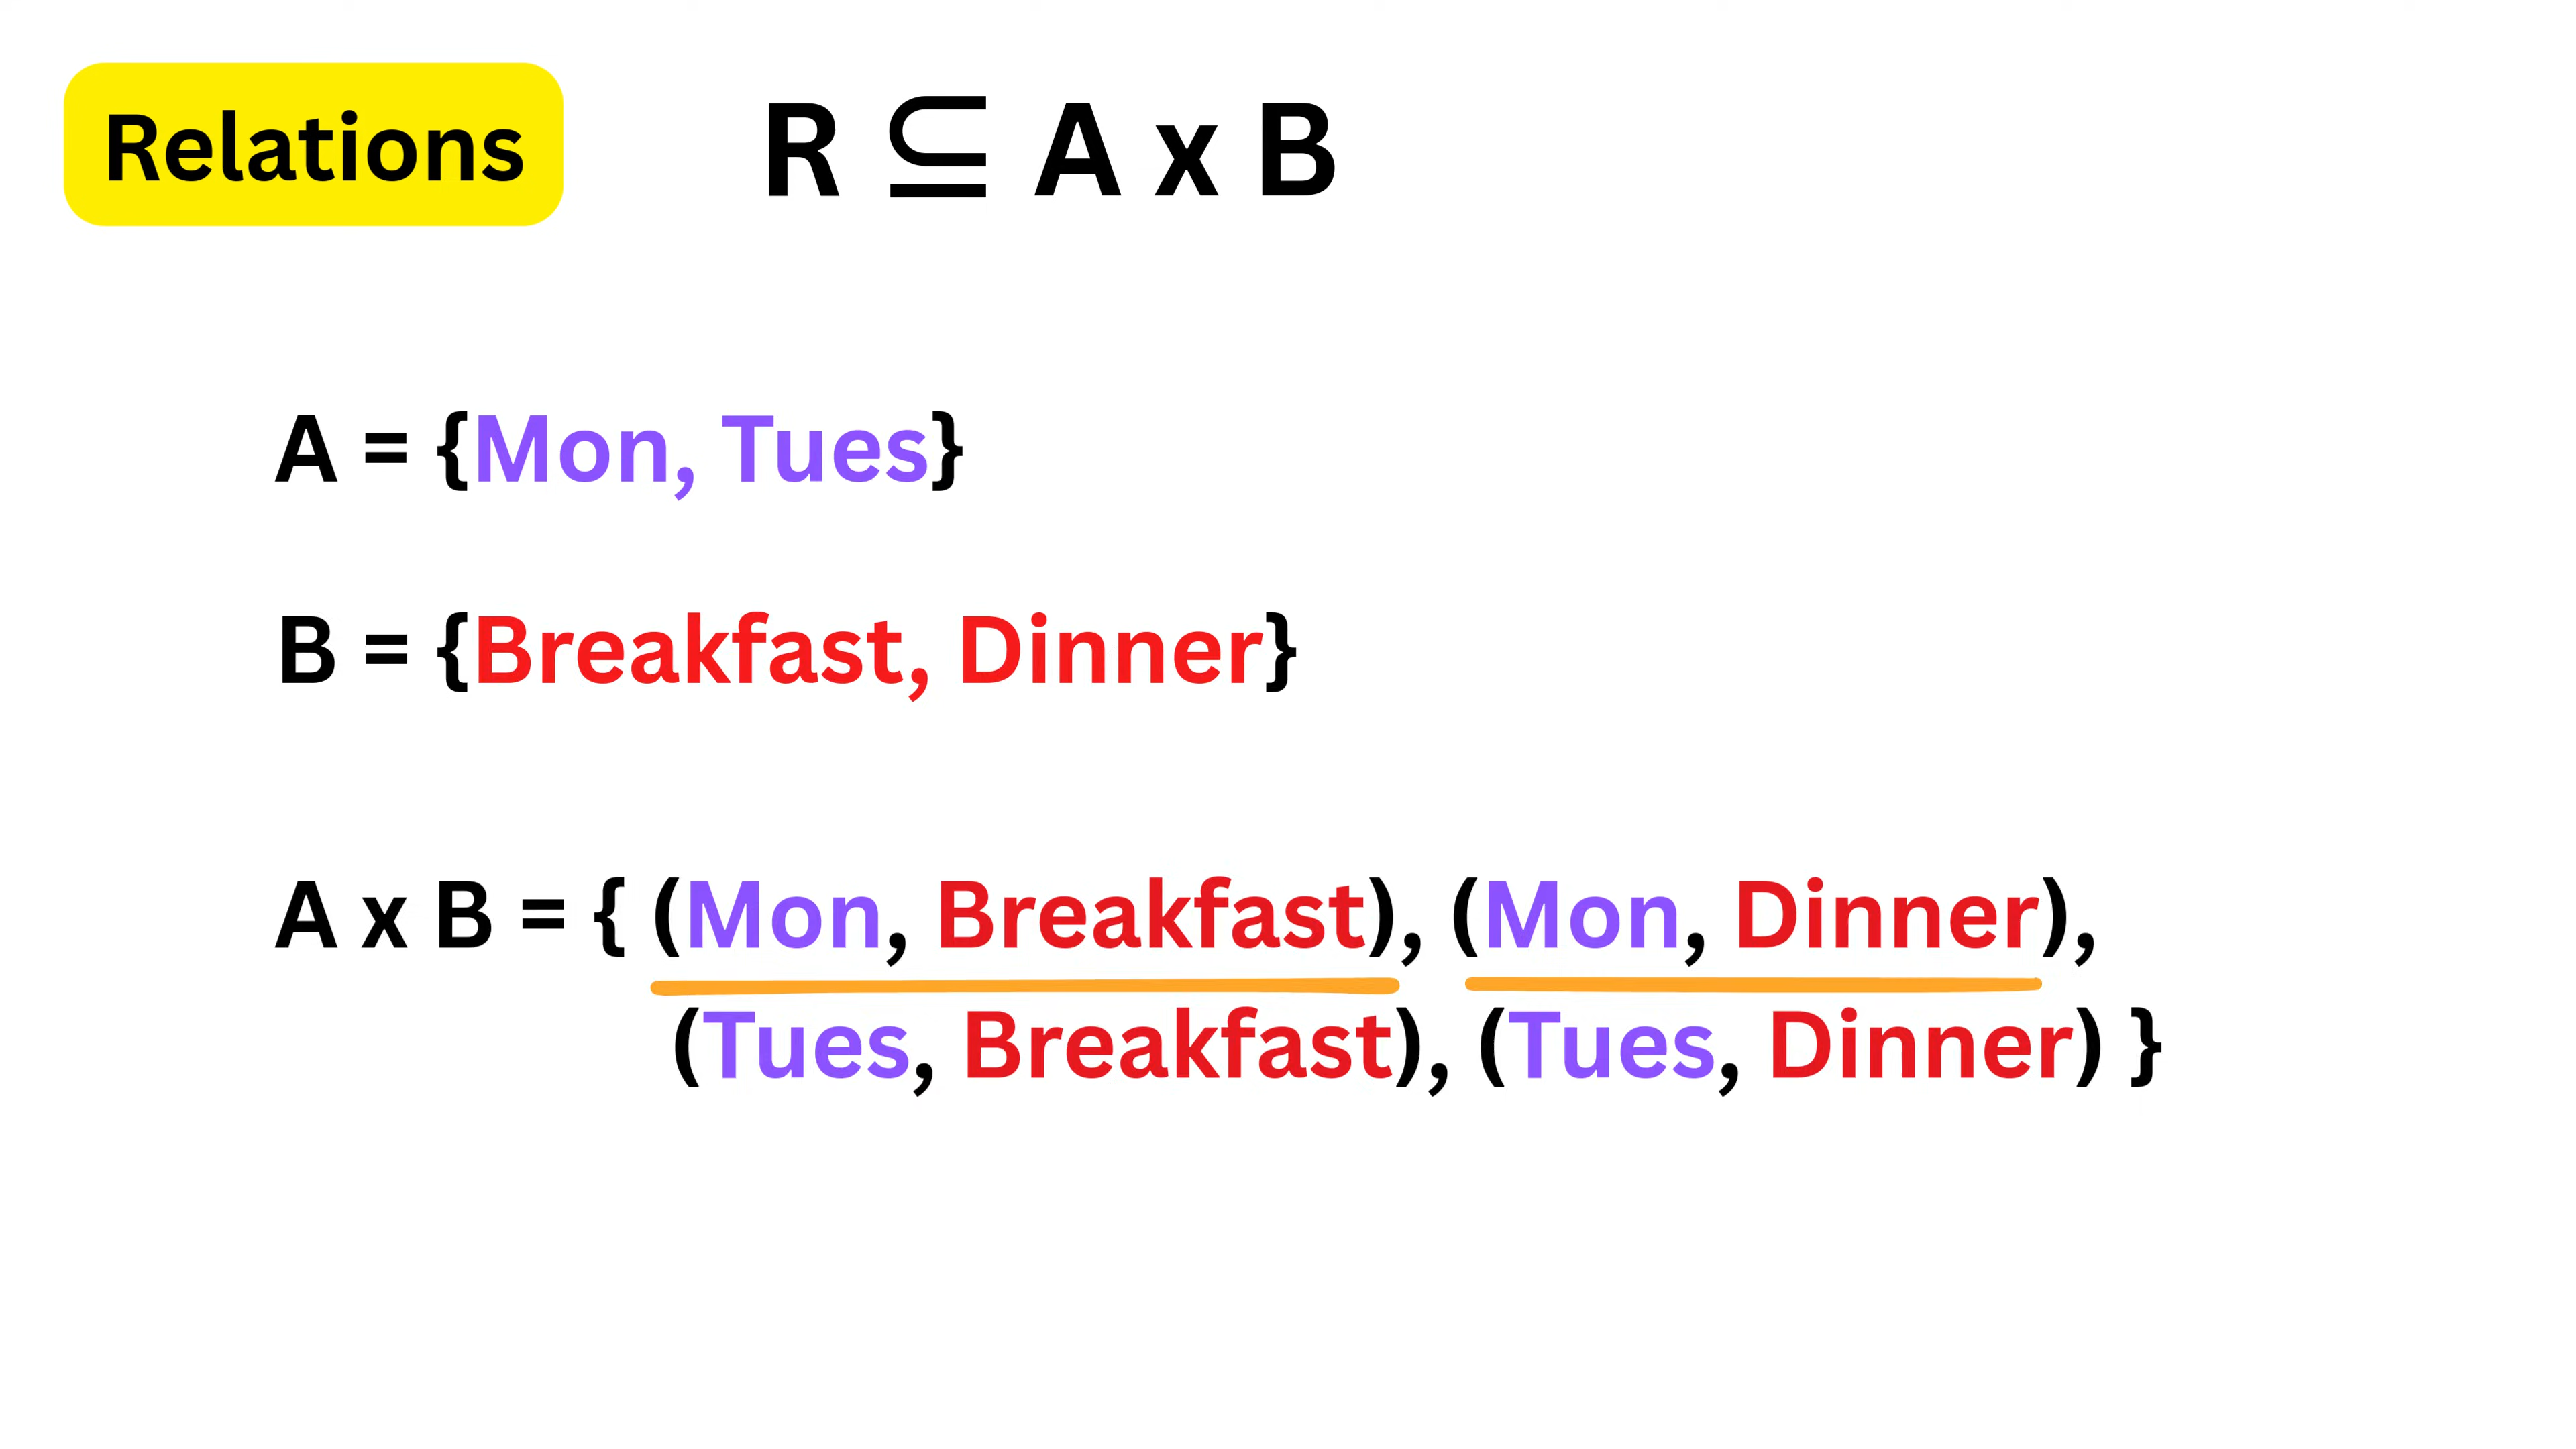 Relations
R ⊆ A x B
A = {Mon, Tues}
B = {Breakfast, Dinner}
A x B = { (Mon, Breakfast), (Mon, Dinner),
(Tues, Breakfast), (Tues, Dinner) }